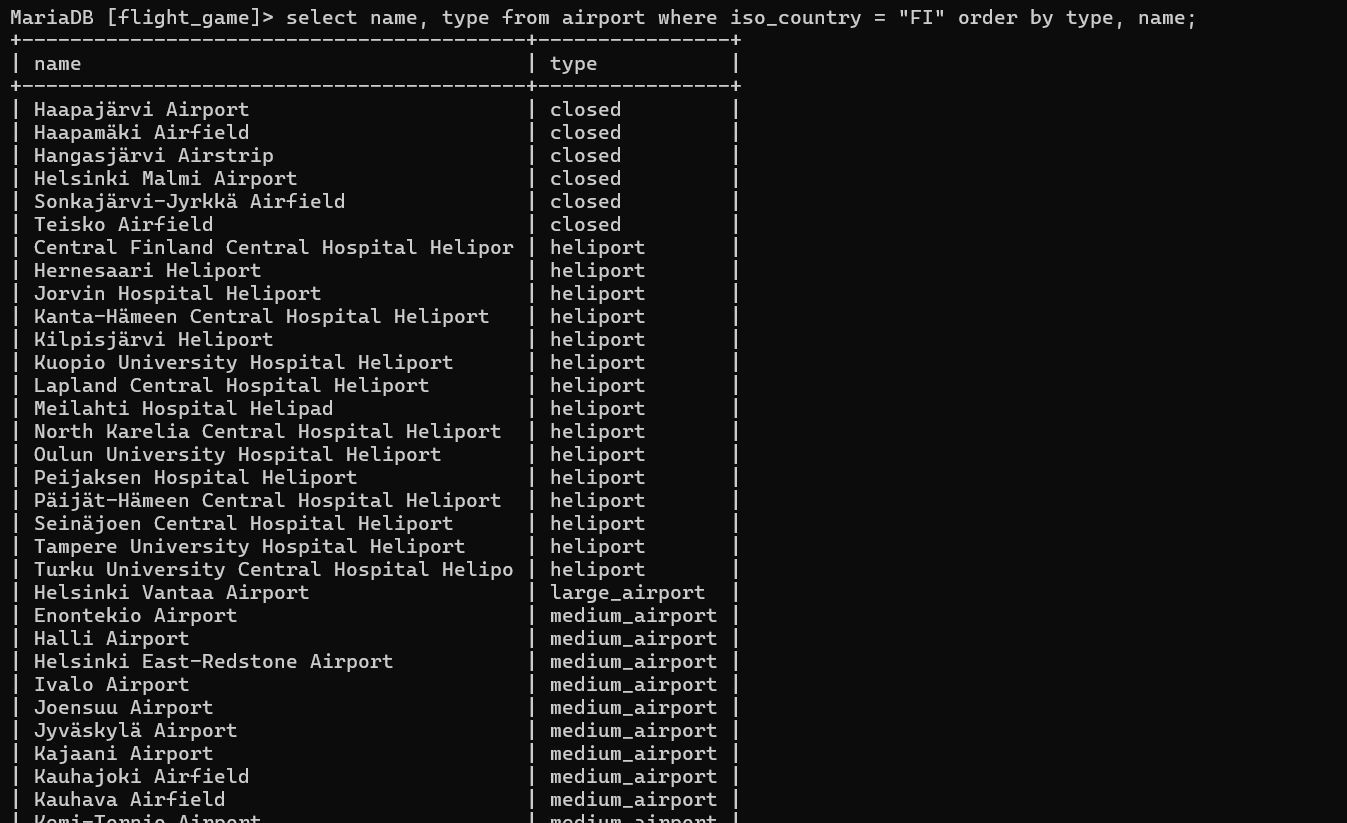 MariaDB [flight_game]> select name, type from airport where iso_country = "FI" order by type, name;
+-------------------------------------------+----------------+
| name                                      | type           |
+-------------------------------------------+----------------+
| Haapajärvi Airport                        | closed         |
| Haapamäki Airfield                        | closed         |
| Hangasjärvi Airstrip                      | closed         |
| Helsinki Malmi Airport                    | closed         |
| Sonkajärvi-Jyrkkä Airfield                | closed         |
| Teisko Airfield                           | closed         |
| Central Finland Central Hospital Helipor | heliport       |
| Hernesaari Heliport                       | heliport       |
| Jorvin Hospital Heliport                  | heliport       |
| Kanta-Hämeen Central Hospital Heliport    | heliport       |
| Kilpisjärvi Heliport                      | heliport       |
| Kuopio University Hospital Heliport       | heliport       |
| Lapland Central Hospital Heliport         | heliport       |
| Meilahti Hospital Helipad                 | heliport       |
| North Karelia Central Hospital Heliport   | heliport       |
| Oulun University Hospital Heliport        | heliport       |
| Peijaksen Hospital Heliport               | heliport       |
| Päijät-Hämeen Central Hospital Heliport   | heliport       |
| Seinäjoen Central Hospital Heliport       | heliport       |
| Tampere University Hospital Heliport      | heliport       |
| Turku University Central Hospital Helipo | heliport       |
| Helsinki Vantaa Airport                   | large_airport  |
| Enontekio Airport                         | medium_airport |
| Halli Airport                             | medium_airport |
| Helsinki East-Redstone Airport            | medium_airport |
| Ivalo Airport                             | medium_airport |
| Joensuu Airport                           | medium_airport |
| Jyväskylä Airport                         | medium_airport |
| Kajaani Airport                           | medium_airport |
| Kauhajoki Airfield                        | medium_airport |
| Kauhava Airfield                          | medium_airport |
| Kemi-Tornio Airport                       | medium_airport |